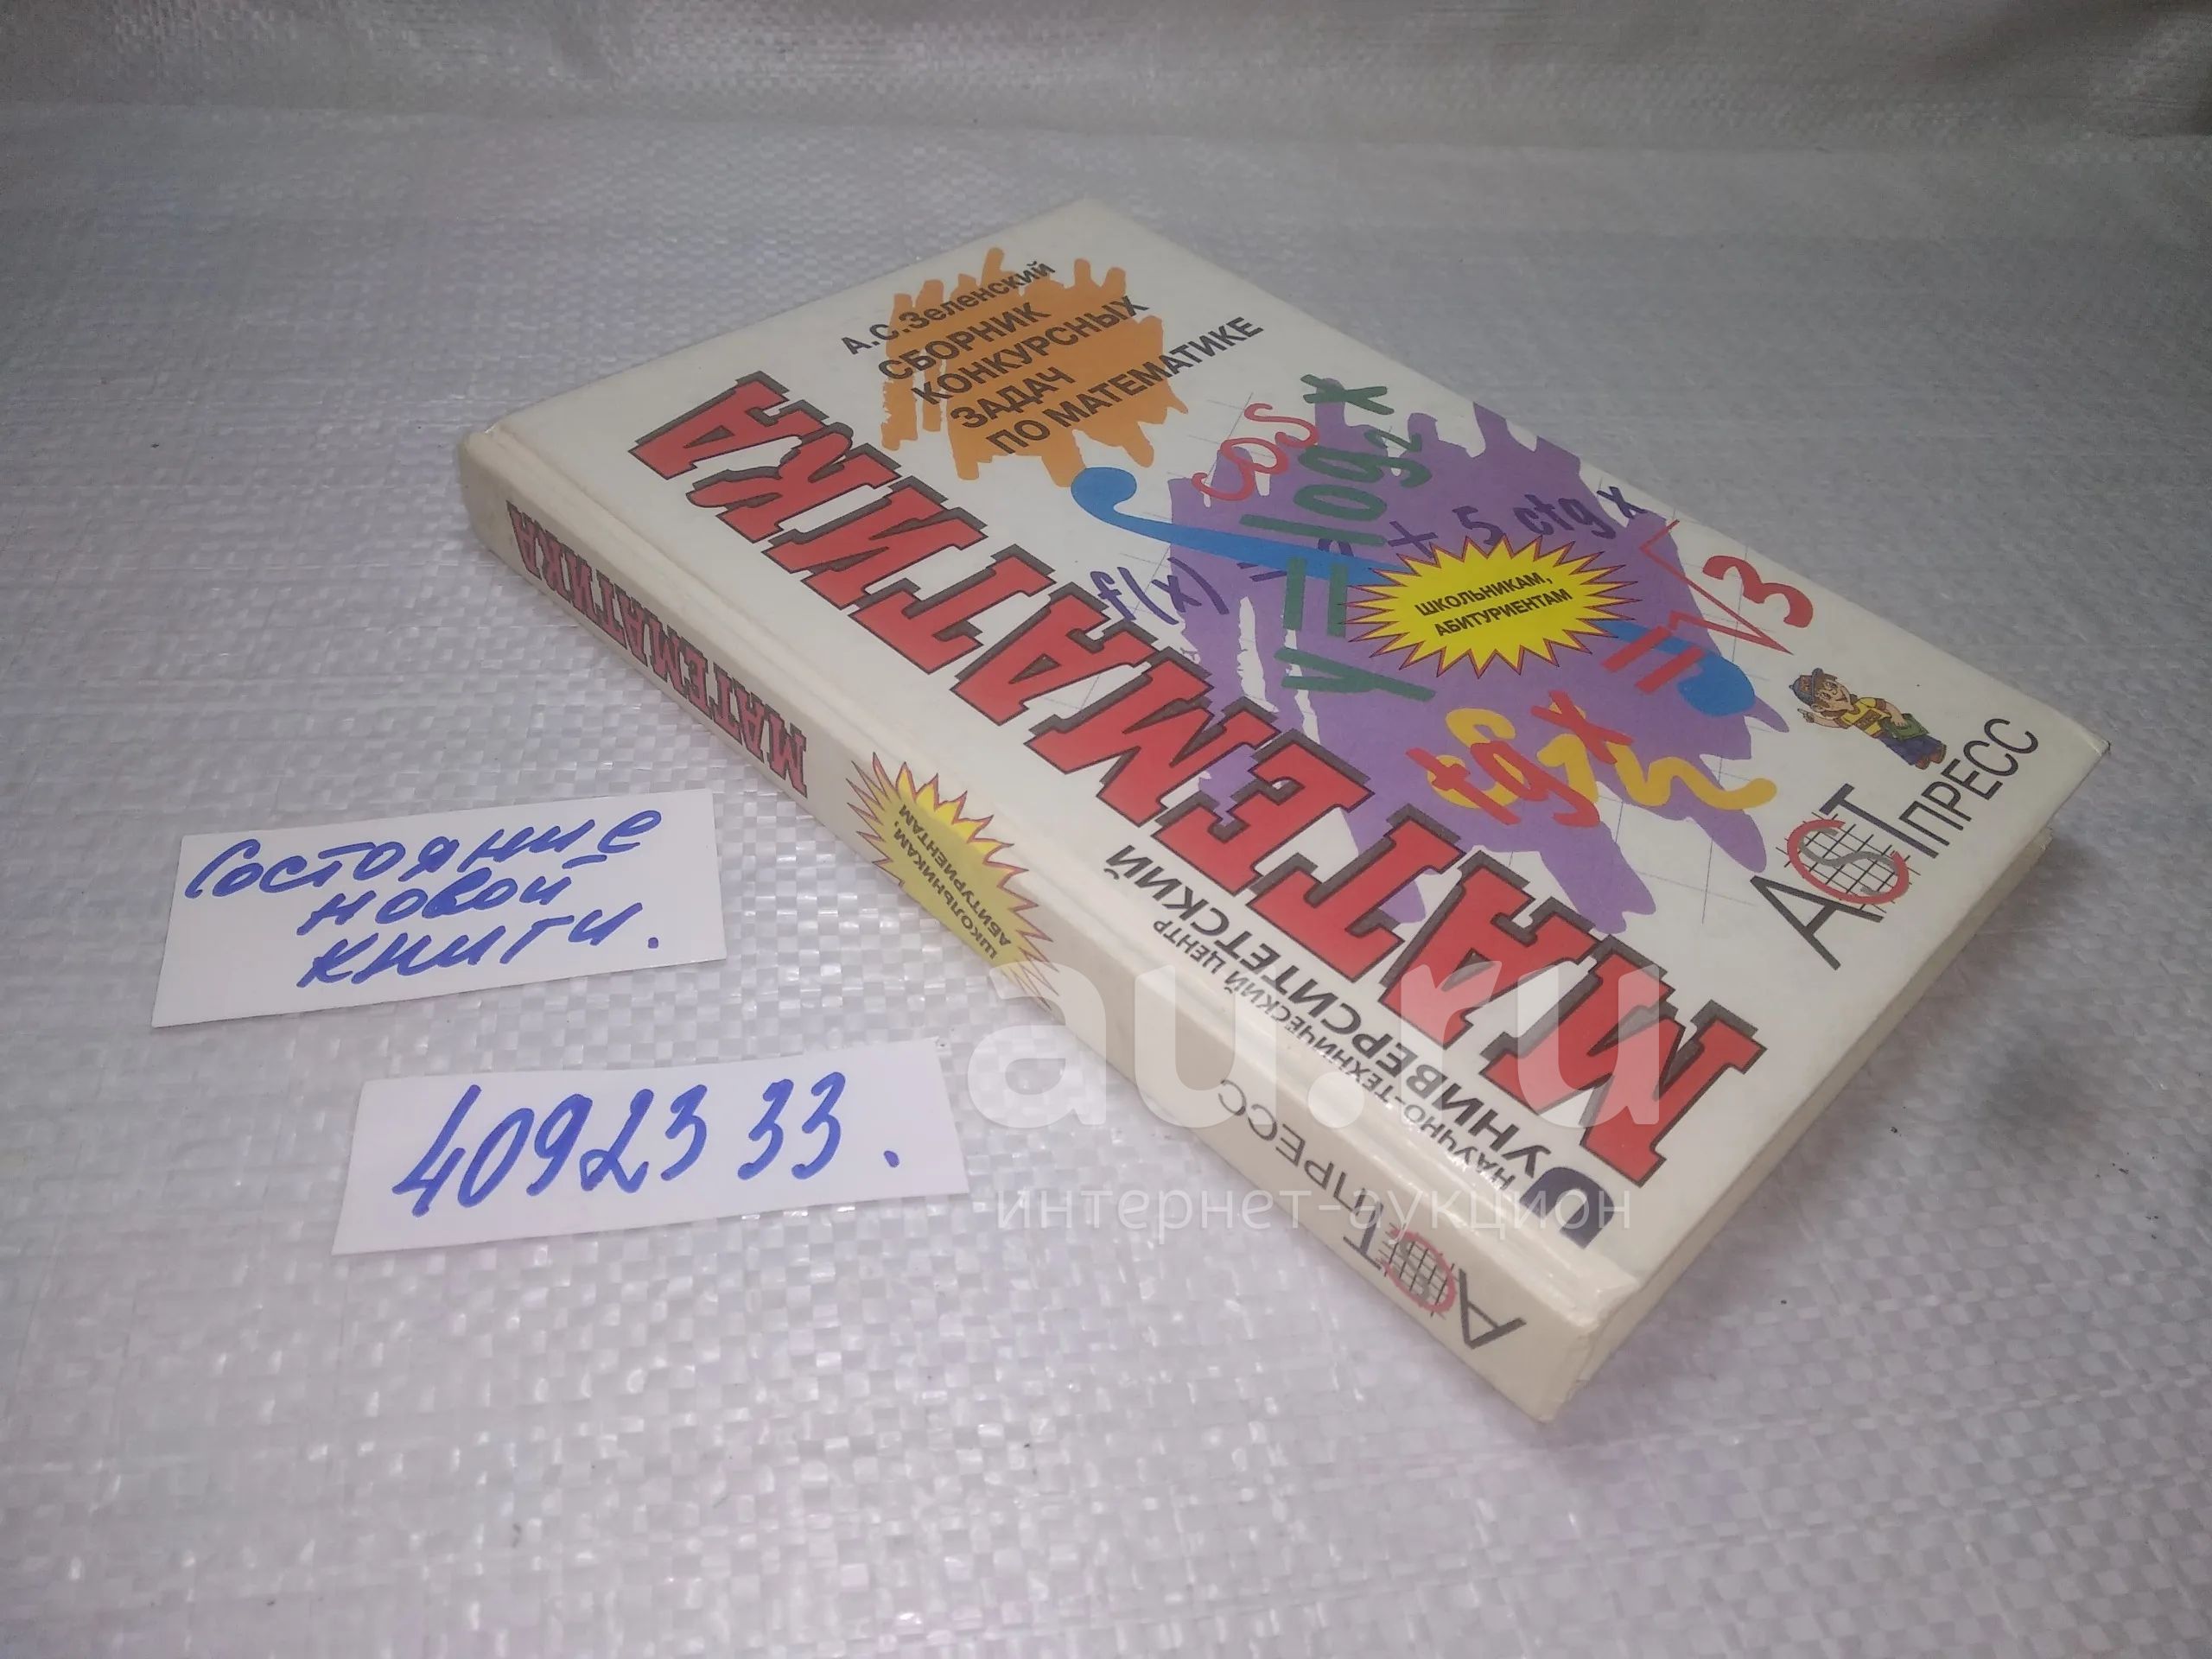 А.С.Зеленский
СБОРНИК
КОНКУРСНЫХ
ЗАДАЧ
ПО МАТЕМАТИКЕ
МАТЕМАТИКА
cos
y = log₂ x
+ 5 ctg x
f(x) =
= √3
tg x
ШКОЛЬНИКАМ,
АБИТУРИЕНТАМ
НАУЧНО-ТЕХНИЧЕСКИЙ ЦЕНТР
УНИВЕРСИТЕТСКИЙ
АСТ ПРЕСС
МАТЕМАТИКА
ШКОЛЬНИКАМ,
АБИТУРИЕНТАМ
АСТ ПРЕСС
Состояние
новой
книги.
4092333.
au.ru
интернет-аукцион